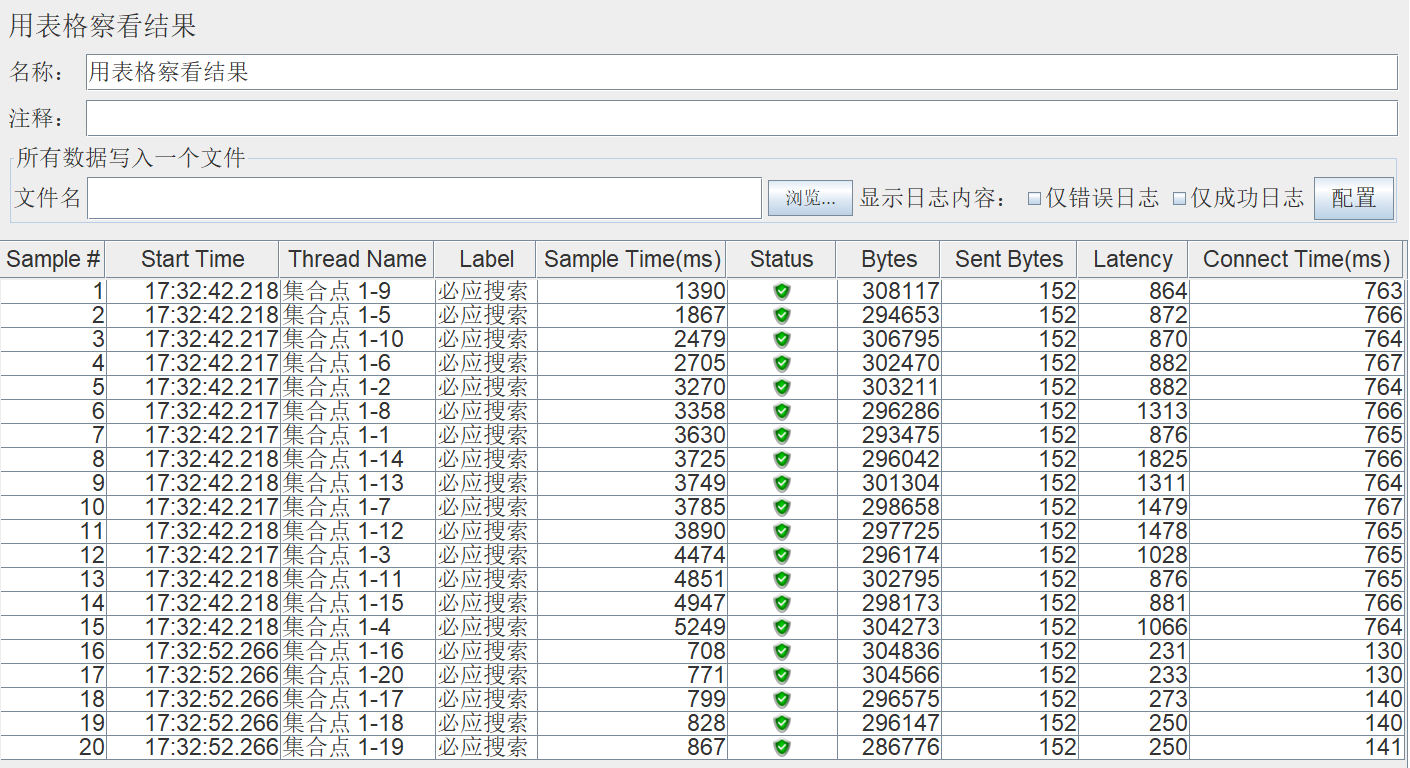 用表格察看结果
名称： 用表格察看结果
注释：
所有数据写入一个文件
文件名 浏览... 显示日志内容： 仅错误日志 仅成功日志 配置
Sample # Start Time Thread Name Label Sample Time(ms) Status Bytes Sent Bytes Latency Connect Time(ms)
1 17:32:42.218 集合点 1-9 必应搜索 1390 308117 152 864 763
2 17:32:42.218 集合点 1-5 必应搜索 1867 294653 152 872 766
3 17:32:42.217 集合点 1-10 必应搜索 2479 306795 152 870 764
4 17:32:42.217 集合点 1-6 必应搜索 2705 302470 152 882 767
5 17:32:42.217 集合点 1-2 必应搜索 3270 303211 152 882 764
6 17:32:42.217 集合点 1-8 必应搜索 3358 296286 152 1313 766
7 17:32:42.217 集合点 1-1 必应搜索 3630 293475 152 876 765
8 17:32:42.218 集合点 1-14 必应搜索 3725 296042 152 1825 766
9 17:32:42.218 集合点 1-13 必应搜索 3749 301304 152 1311 764
10 17:32:42.217 集合点 1-7 必应搜索 3785 298658 152 1479 767
11 17:32:42.218 集合点 1-12 必应搜索 3890 297725 152 1478 765
12 17:32:42.217 集合点 1-3 必应搜索 4474 296174 152 1028 765
13 17:32:42.218 集合点 1-11 必应搜索 4851 302795 152 876 765
14 17:32:42.218 集合点 1-15 必应搜索 4947 298173 152 881 766
15 17:32:42.218 集合点 1-4 必应搜索 5249 304273 152 1066 764
16 17:32:52.266 集合点 1-16 必应搜索 708 304836 152 231 130
17 17:32:52.266 集合点 1-20 必应搜索 771 304566 152 233 130
18 17:32:52.266 集合点 1-17 必应搜索 799 296575 152 273 140
19 17:32:52.266 集合点 1-18 必应搜索 828 296147 152 250 140
20 17:32:52.266 集合点 1-19 必应搜索 867 286776 152 250 141